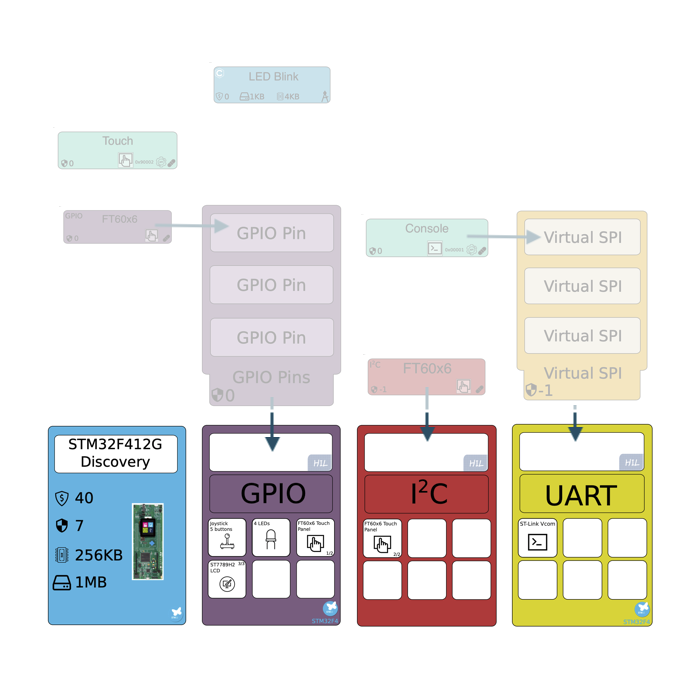 C
LED Blink
0
1KB
4KB
Touch
0
GPIO
FT60x6
0
GPIO Pin
GPIO Pin
GPIO Pin
GPIO Pins
0
Console
0
Virtual SPI
Virtual SPI
Virtual SPI
Virtual SPI
-1
I²C
FT60x6
-1
STM32F412G
Discovery
40
7
256KB
1MB
H1L
GPIO
Joystick
5 buttons
4 LEDs
FT60x6 Touch
Panel
1/2
ST7789H2
LCD
STM32F4
H1L
I²C
FT60x6 Touch
Panel
2/2
H1L
UART
ST-Link Vcom
STM32F4